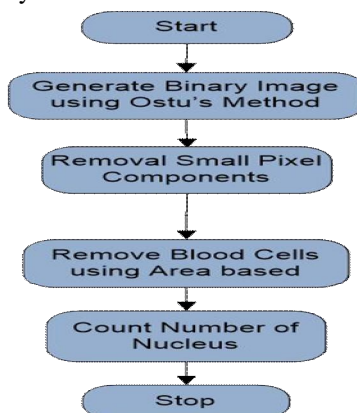 Start
Generate Binary Image
using Ostu's Method
Removal Small Pixel
Components
Remove Blood Cells
using Area based
Count Number of
Nucleus
Stop